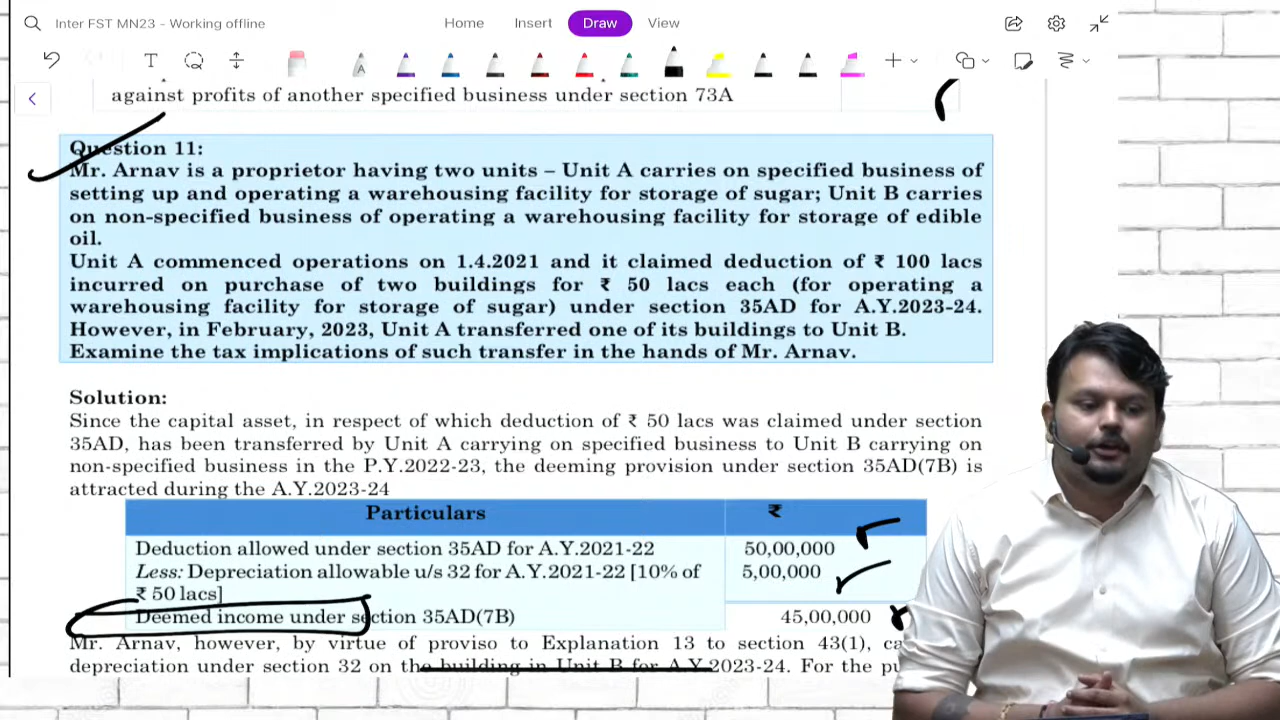 Inter FST MN23 - Working offline
Home Insert Draw View
against profits of another specified business under section 73A
Question 11:
Mr. Arnav is a proprietor having two units – Unit A carries on specified business of
setting up and operating a warehousing facility for storage of sugar; Unit B carries
on non-specified business of operating a warehousing facility for storage of edible
oil.
Unit A commenced operations on 1.4.2021 and it claimed deduction of ₹ 100 lacs
incurred on purchase of two buildings for ₹ 50 lacs each (for operating a
warehousing facility for storage of sugar) under section 35AD for A.Y.2023-24.
However, in February, 2023, Unit A transferred one of its buildings to Unit B.
Examine the tax implications of such transfer in the hands of Mr. Arnav.
Solution:
Since the capital asset, in respect of which deduction of ₹ 50 lacs was claimed under section
35AD, has been transferred by Unit A carrying on specified business to Unit B carrying on
non-specified business in the P.Y.2022-23, the deeming provision under section 35AD(7B) is
attracted during the A.Y.2023-24
Particulars ₹
Deduction allowed under section 35AD for A.Y.2021-22 50,00,000
Less: Depreciation allowable u/s 32 for A.Y.2021-22 [10% of 5,00,000
₹ 50 lacs]
Deemed income under section 35AD(7B) 45,00,000
Mr. Arnav, however, by virtue of proviso to Explanation 13 to section 43(1),
depreciation under section 32 on the building in Unit B for A.Y.2023-24. For the